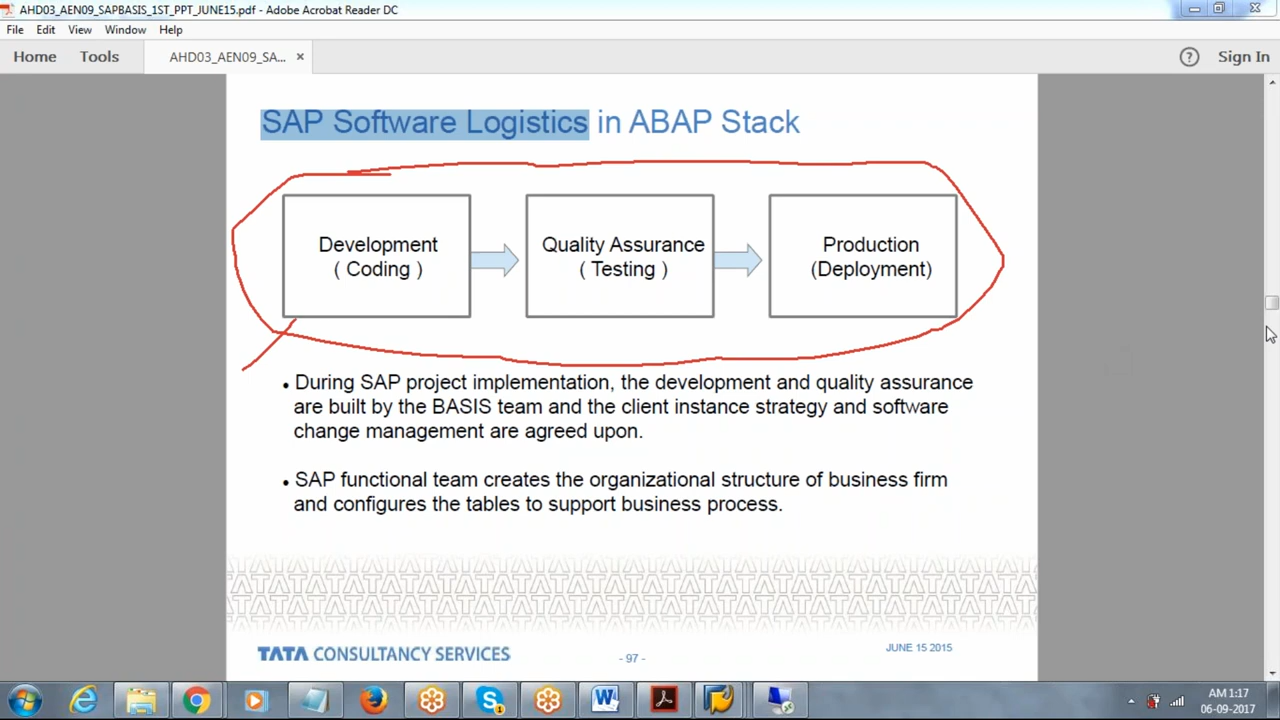 AHD03_AEN09_SAPBASIS_1ST_PPT_JUNE15.pdf - Adobe Acrobat Reader DC
File Edit View Window Help
Home Tools AHD03_AEN09_SA... × ? Sign In
SAP Software Logistics in ABAP Stack
Development Quality Assurance Production
( Coding ) ( Testing ) (Deployment)
• During SAP project implementation, the development and quality assurance
are built by the BASIS team and the client instance strategy and software
change management are agreed upon.
• SAP functional team creates the organizational structure of business firm
and configures the tables to support business process.
TATA CONSULTANCY SERVICES
- 97 -
JUNE 15 2015
AM 1:17
06-09-2017